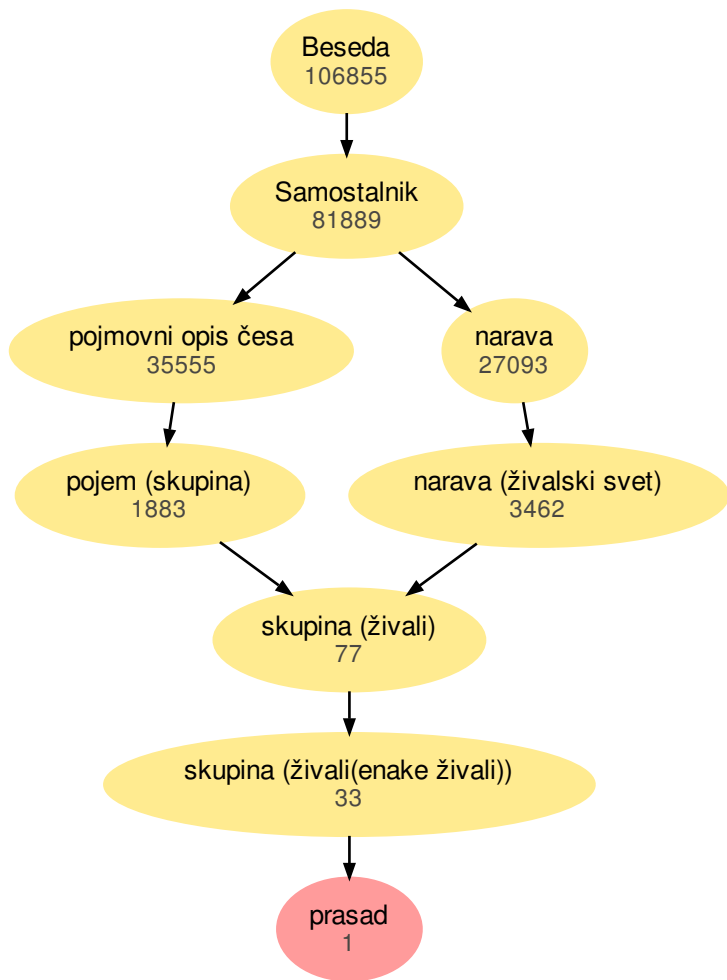 Beseda
106855
Samostalnik
81889
pojmovni opis česa
35555
narava
27093
pojem (skupina)
1883
narava (živalski svet)
3462
skupina (živali)
77
skupina (živali(enake živali))
33
prasad
1